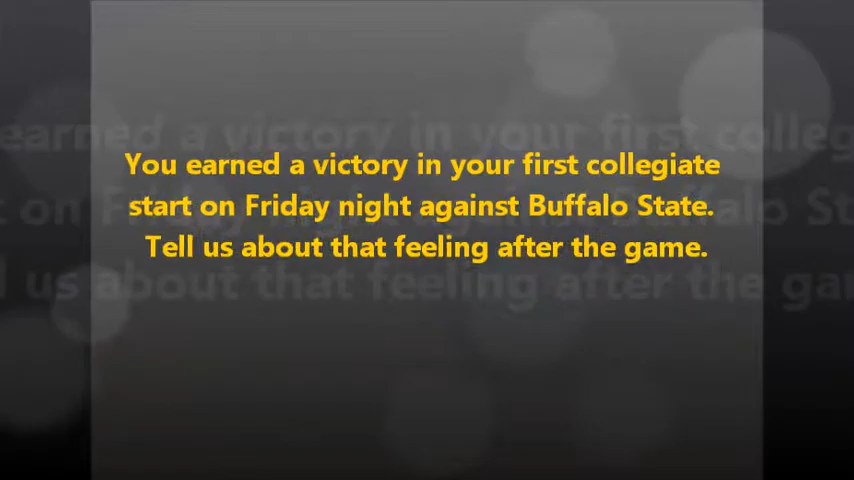 You earned a victory in your first collegiate
start on Friday night against Buffalo State.
Tell us about that feeling after the game.